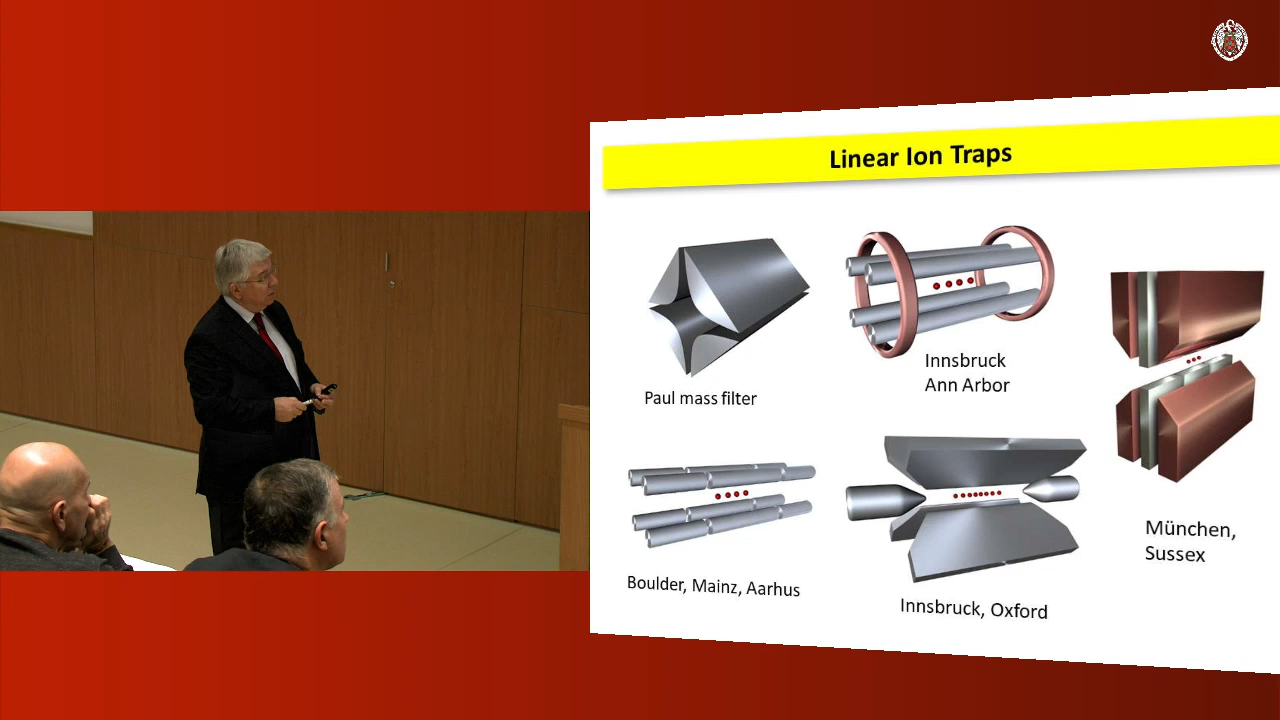 Linear Ion Traps
Paul mass filter
Innsbruck
Ann Arbor
München,
Sussex
Boulder, Mainz, Aarhus
Innsbruck, Oxford